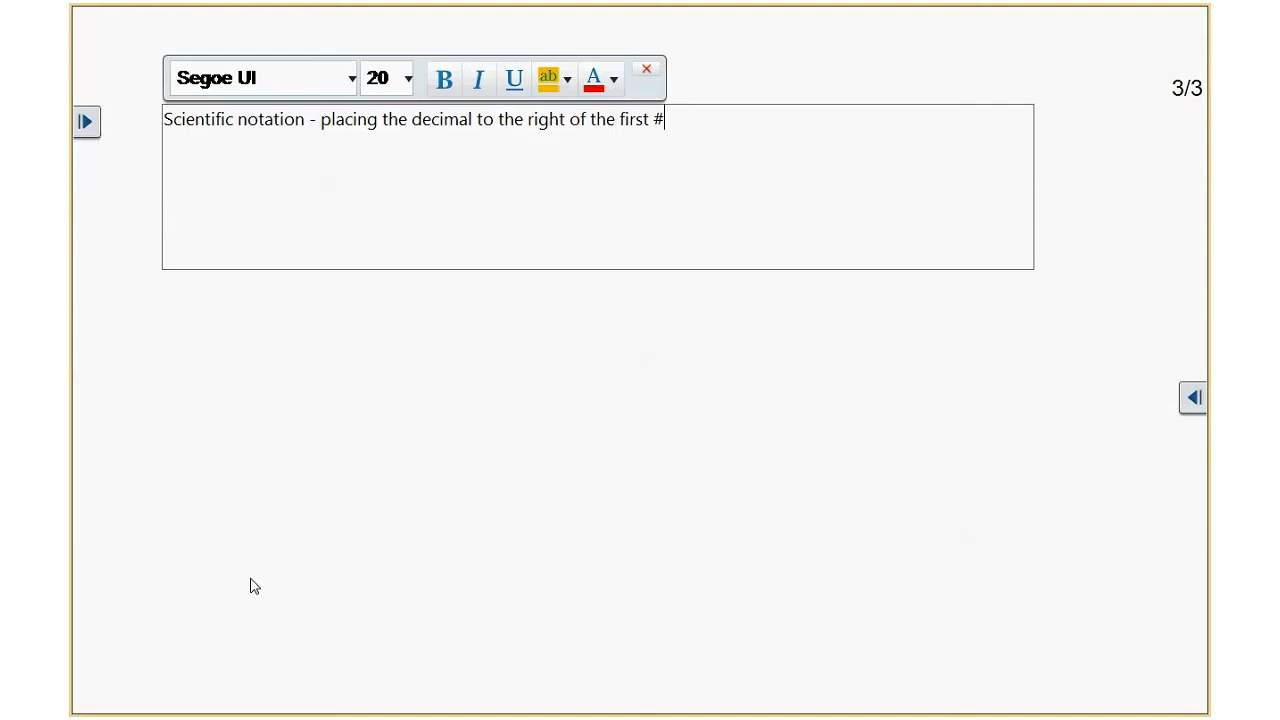 Segoe UI 20 B I U ab A
3/3
Scientific notation - placing the decimal to the right of the first #